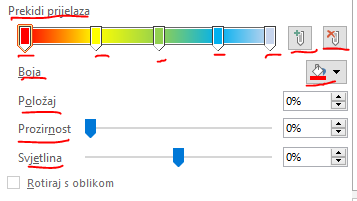 Prekidi prijelaza
Boja
Položaj 0%
Prozirnost 0%
Svjetlina 0%
Rotiraj s oblikom